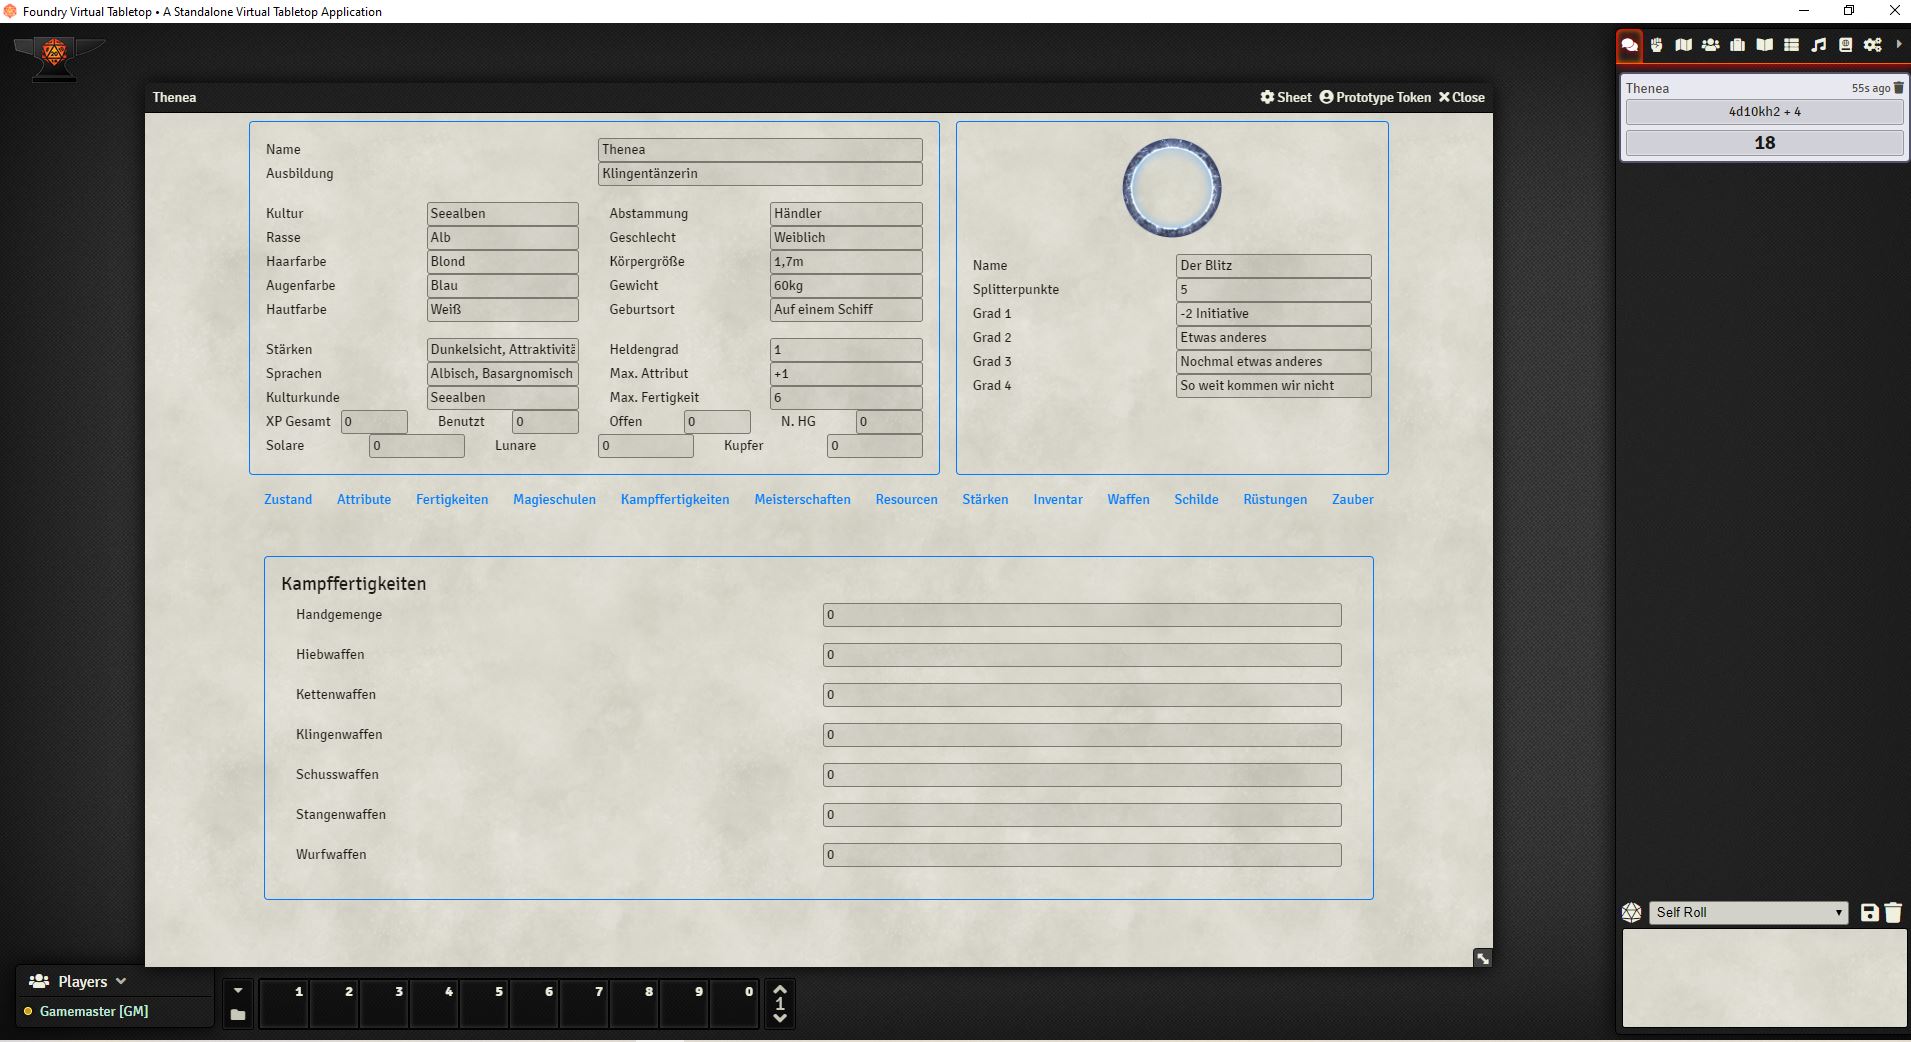 Foundry Virtual Tabletop • A Standalone Virtual Tabletop Application
Thenea Sheet Prototype Token Close
Name Thenea
Ausbildung Klingentänzerin
Kultur Seealben Abstammung Händler
Rasse Alb Geschlecht Weiblich
Haarfarbe Blond Körpergröße 1,7m
Augenfarbe Blau Gewicht 60kg
Hautfarbe Weiß Geburtsort Auf einem Schiff
Stärken Dunkelsicht, Attraktivitä Heldengrad 1
Sprachen Albisch, Basargnomisch Max. Attribut +1
Kulturkunde Seealben Max. Fertigkeit 6
XP Gesamt 0 Benutzt 0 Offen 0 N. HG 0
Solare 0 Lunare 0 Kupfer 0
Name Der Blitz
Splitterpunkte 5
Grad 1 -2 Initiative
Grad 2 Etwas anderes
Grad 3 Nochmal etwas anderes
Grad 4 So weit kommen wir nicht
Zustand Attribute Fertigkeiten Magieschulen Kampffertigkeiten Meisterschaften Resourcen Stärken Inventar Waffen Schilde Rüstungen Zauber
Kampffertigkeiten
Handgemenge 0
Hiebwaffen 0
Kettenwaffen 0
Klingenwaffen 0
Schusswaffen 0
Stangenwaffen 0
Wurfwaffen 0
Thenea 55s ago
4d10kh2 + 4
18
Self Roll
Players
Gamemaster [GM]
1 2 3 4 5 6 7 8 9 0
1